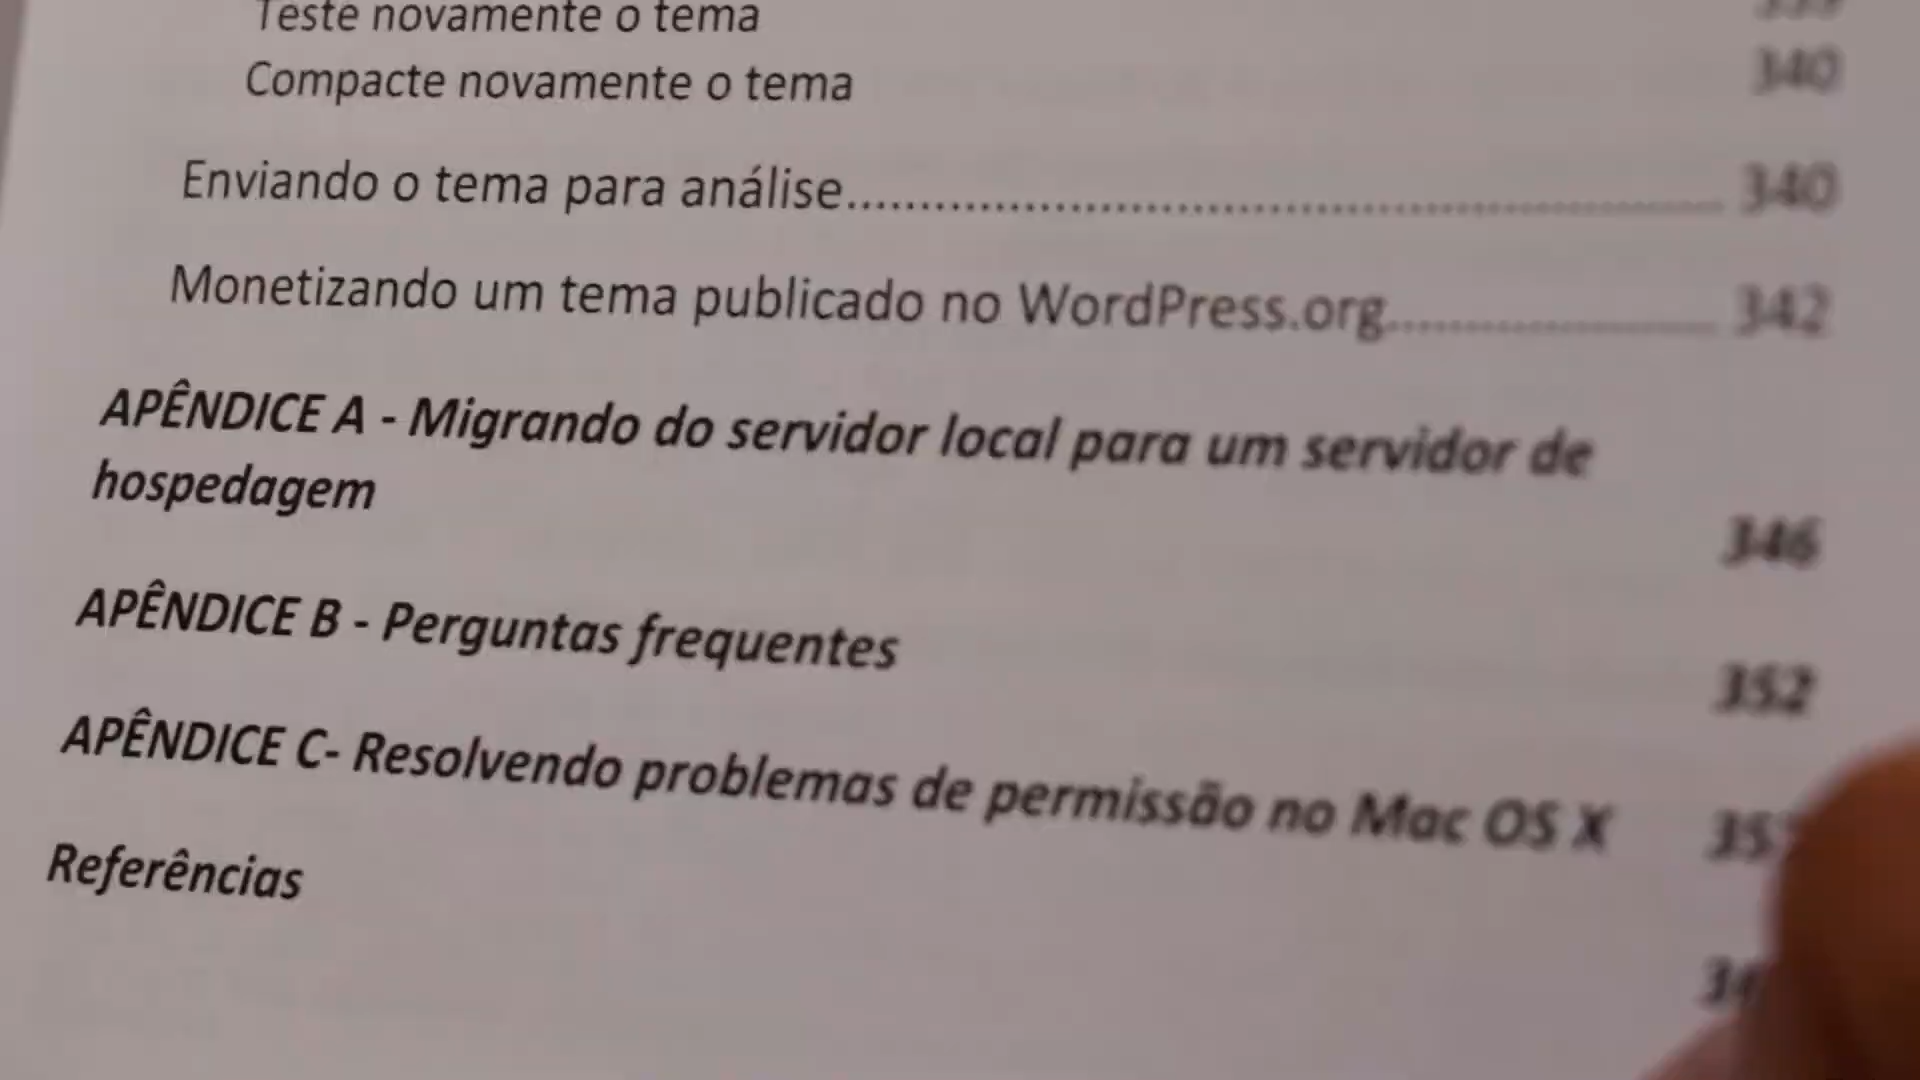 Teste novamente o tema
Compacte novamente o tema 340
Enviando o tema para análise 340
Monetizando um tema publicado no WordPress.org 342
APÊNDICE A - Migrando do servidor local para um servidor de
hospedagem 346
APÊNDICE B - Perguntas frequentes 352
APÊNDICE C- Resolvendo problemas de permissão no Mac OS X
Referências